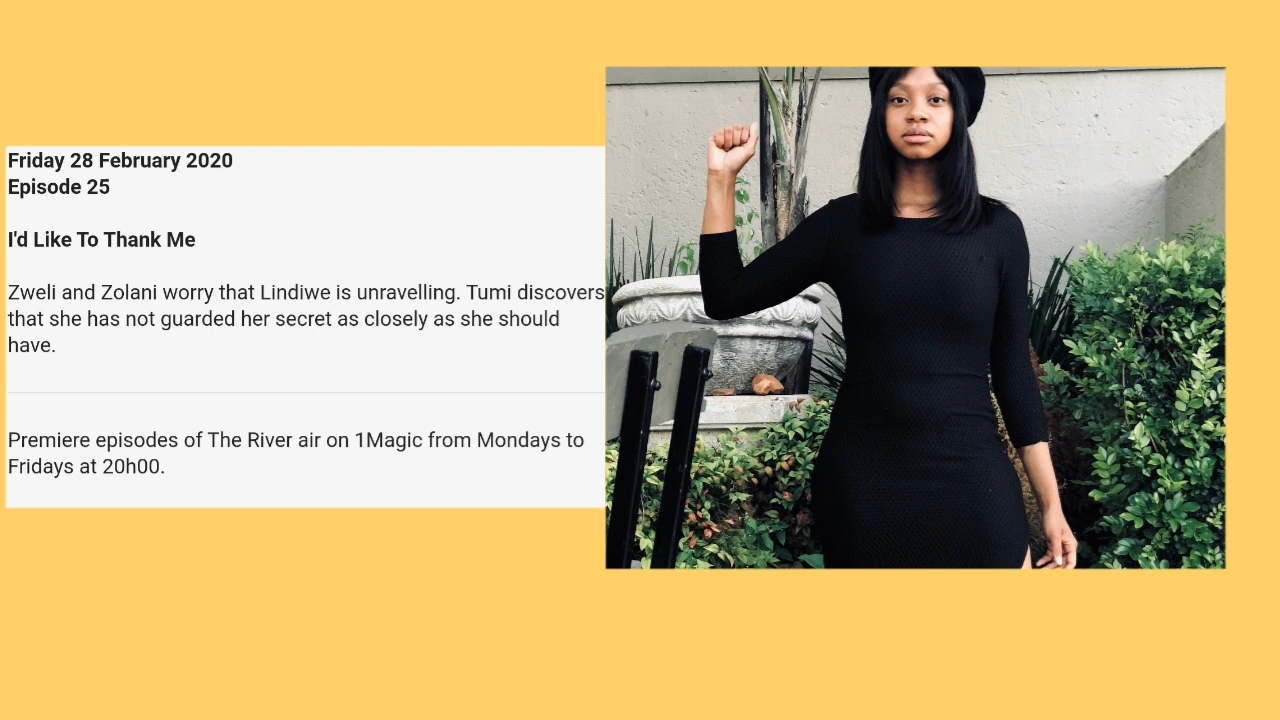 Friday 28 February 2020
Episode 25
I'd Like To Thank Me
Zweli and Zolani worry that Lindiwe is unravelling. Tumi discovers
that she has not guarded her secret as closely as she should
have.
Premiere episodes of The River air on 1Magic from Mondays to
Fridays at 20h00.